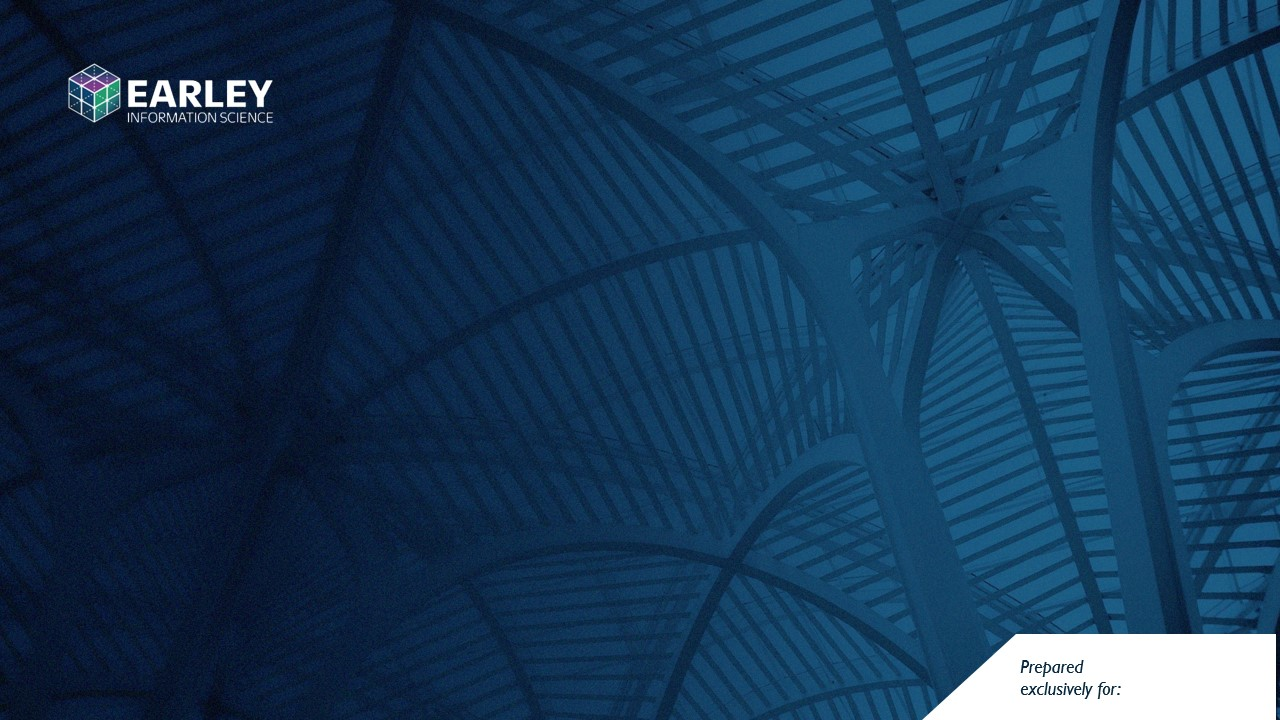 EARLEY
INFORMATION SCIENCE
Prepared
exclusively for: